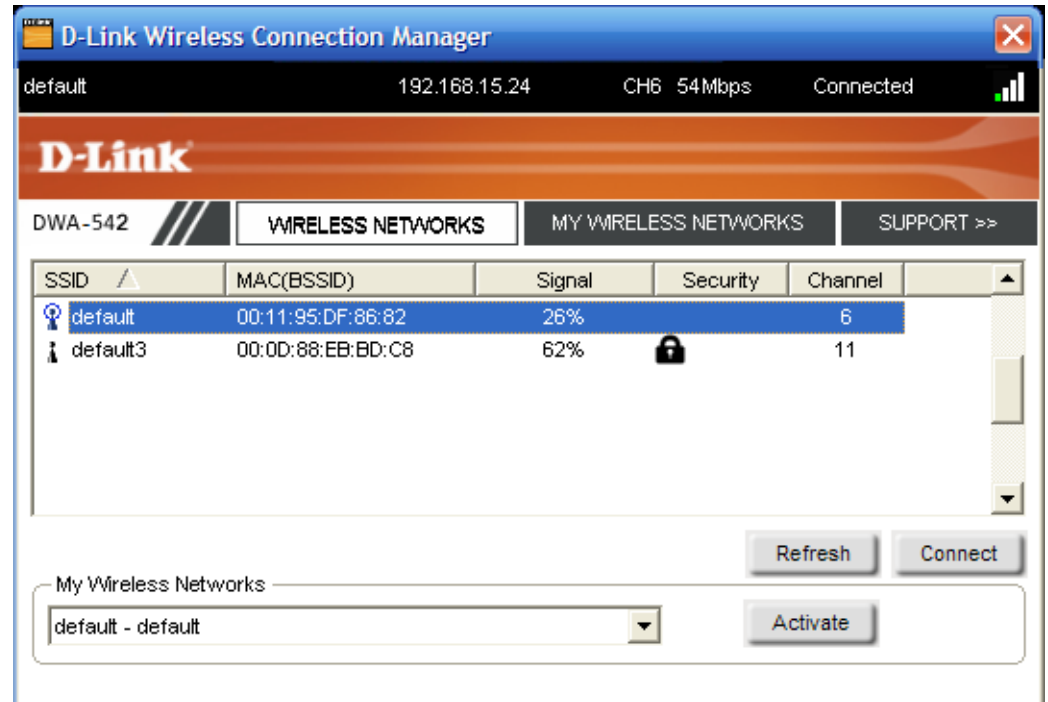 D-Link Wireless Connection Manager
default 192.168.15.24 CH6 54Mbps Connected
D-Link
DWA-542 WIRELESS NETWORKS MY WIRELESS NETWORKS SUPPORT >>
SSID MAC(BSSID) Signal Security Channel
default 00:11:95:DF:86:82 26% 6
default3 00:0D:88:EB:BD:C8 62% 11
Refresh Connect
My Wireless Networks
default - default Activate